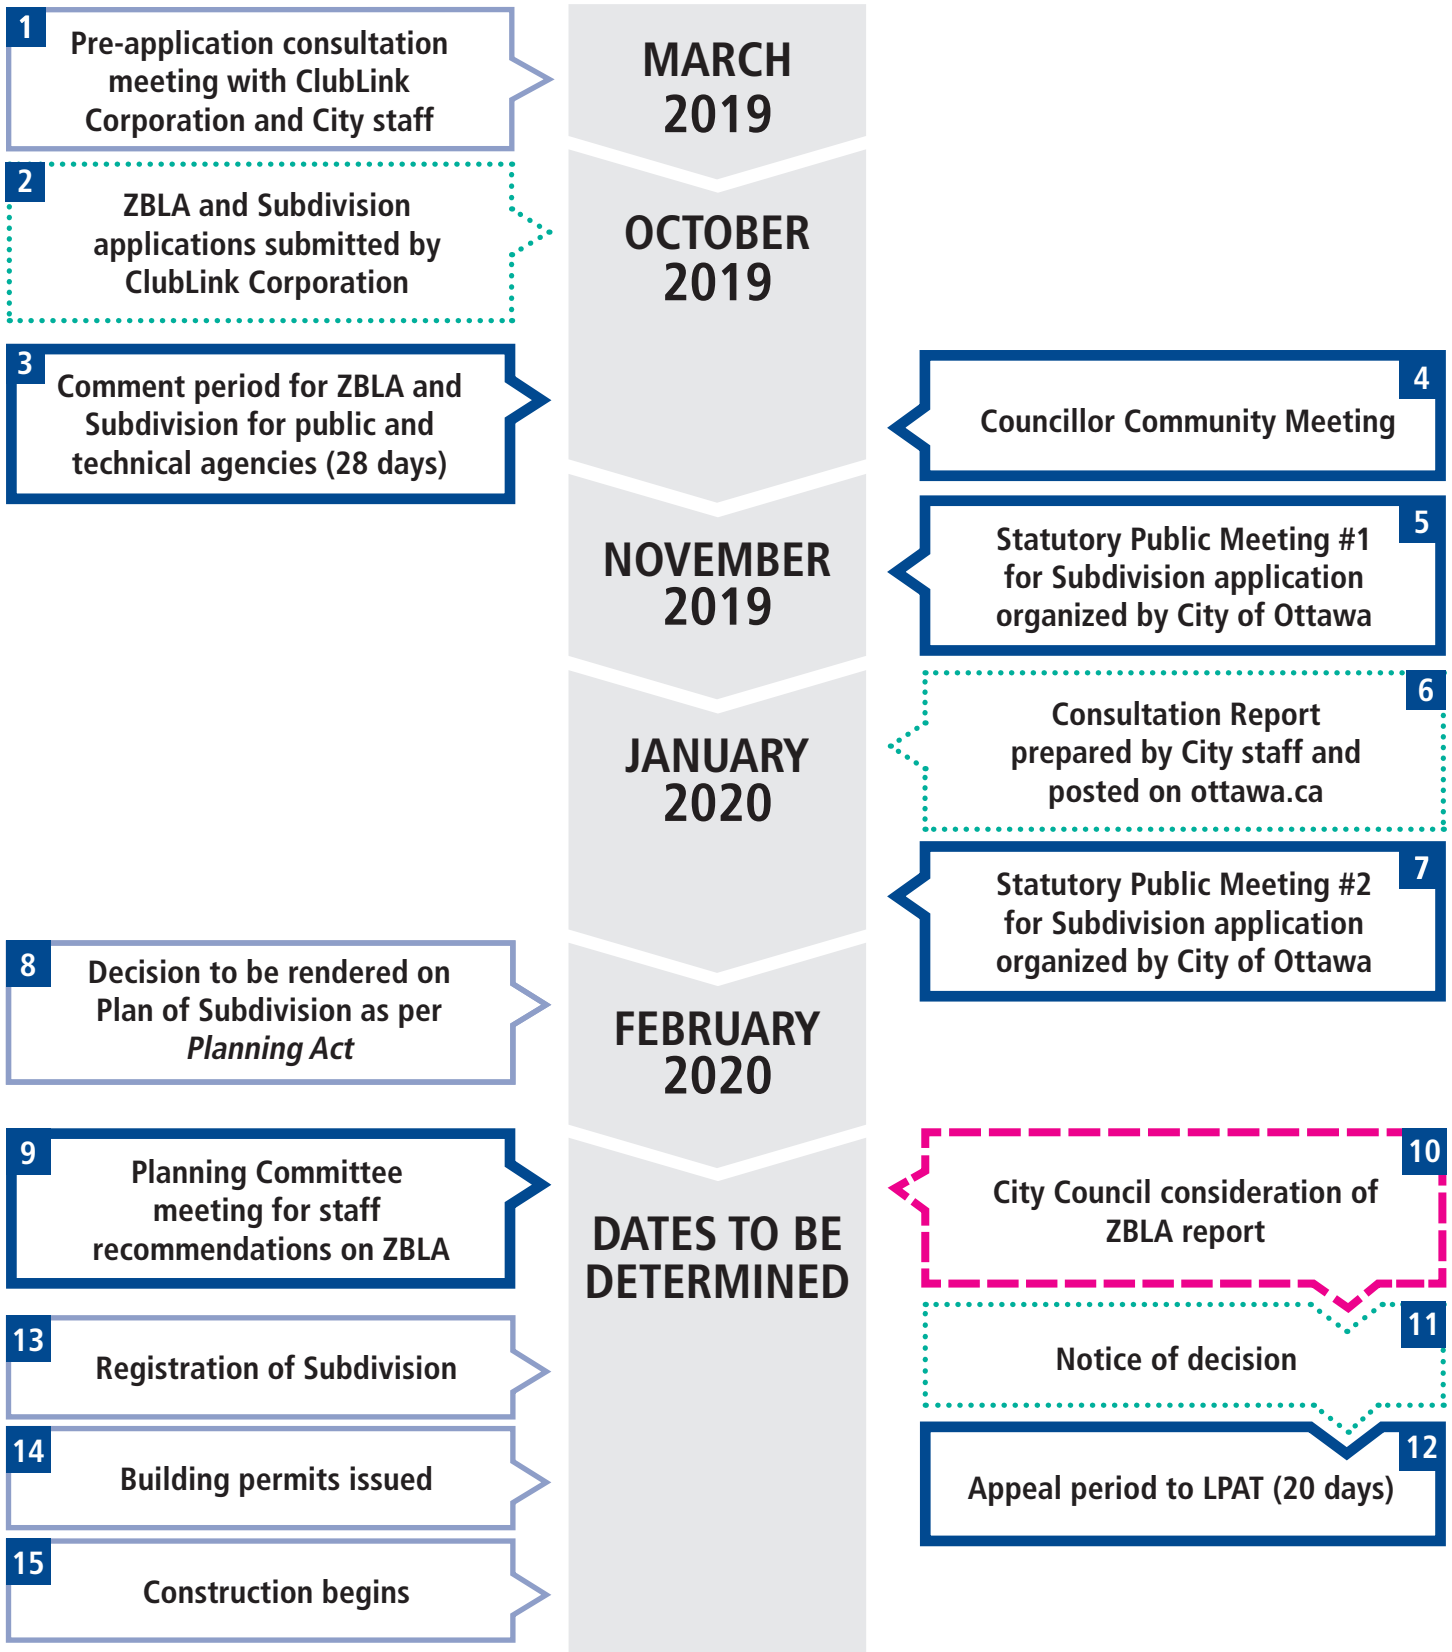 1
Pre-application consultation
meeting with ClubLink
Corporation and City staff
MARCH
2019
2
ZBLA and Subdivision
applications submitted by
ClubLink Corporation
OCTOBER
2019
3
Comment period for ZBLA and
Subdivision for public and
technical agencies (28 days)
4
Councillor Community Meeting
NOVEMBER
2019
5
Statutory Public Meeting #1
for Subdivision application
organized by City of Ottawa
JANUARY
2020
6
Consultation Report
prepared by City staff and
posted on ottawa.ca
7
Statutory Public Meeting #2
for Subdivision application
organized by City of Ottawa
8
Decision to be rendered on
Plan of Subdivision as per
Planning Act
FEBRUARY
2020
9
Planning Committee
meeting for staff
recommendations on ZBLA
DATES TO BE
DETERMINED
10
City Council consideration of
ZBLA report
11
Notice of decision
12
Appeal period to LPAT (20 days)
13
Registration of Subdivision
14
Building permits issued
15
Construction begins